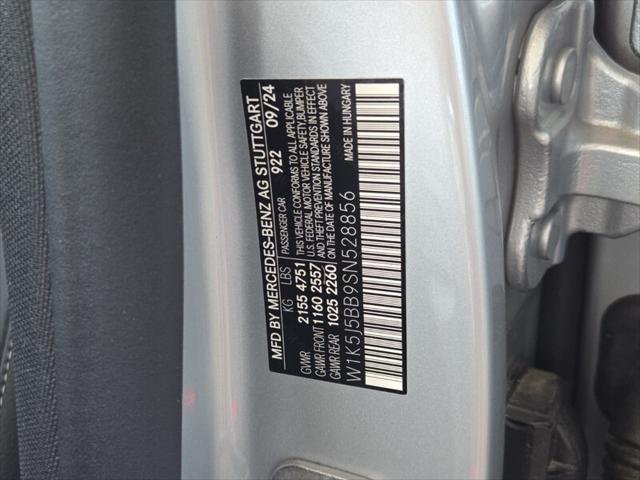 MFD BY MERCEDES-BENZ AG STUTTGART
922 09/24
KG LBS PASSENGER CAR
GVWR 2155 4751 THIS VEHICLE CONFORMS TO ALL APPLICABLE
GAWR FRONT 1160 2557 U.S. FEDERAL MOTOR VEHICLE SAFETY, BUMPER
GAWR REAR 1025 2260 AND THEFT PREVENTION STANDARDS IN EFFECT
ON THE DATE OF MANUFACTURE SHOWN ABOVE
MADE IN HUNGARY
W1K5J5BB9SN528856